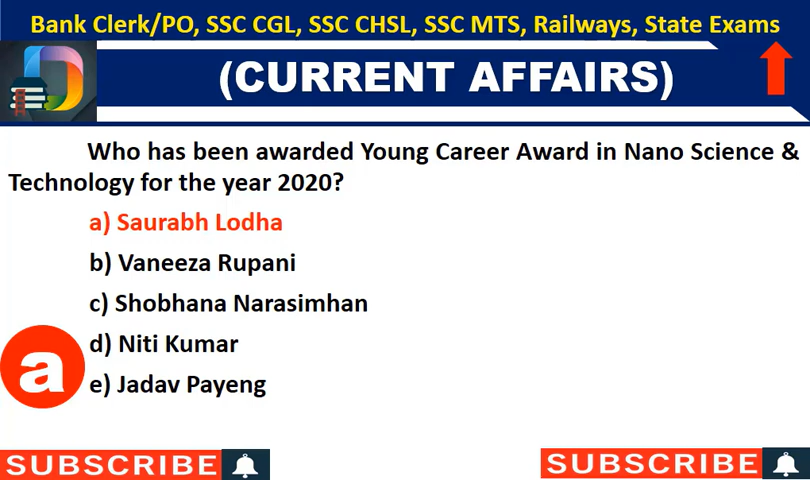 Bank Clerk/PO, SSC CGL, SSC CHSL, SSC MTS, Railways, State Exams
(CURRENT AFFAIRS)
Who has been awarded Young Career Award in Nano Science &
Technology for the year 2020?
a) Saurabh Lodha
b) Vaneeza Rupani
c) Shobhana Narasimhan
d) Niti Kumar
a
e) Jadav Payeng
SUBSCRIBE
SUBSCRIBE